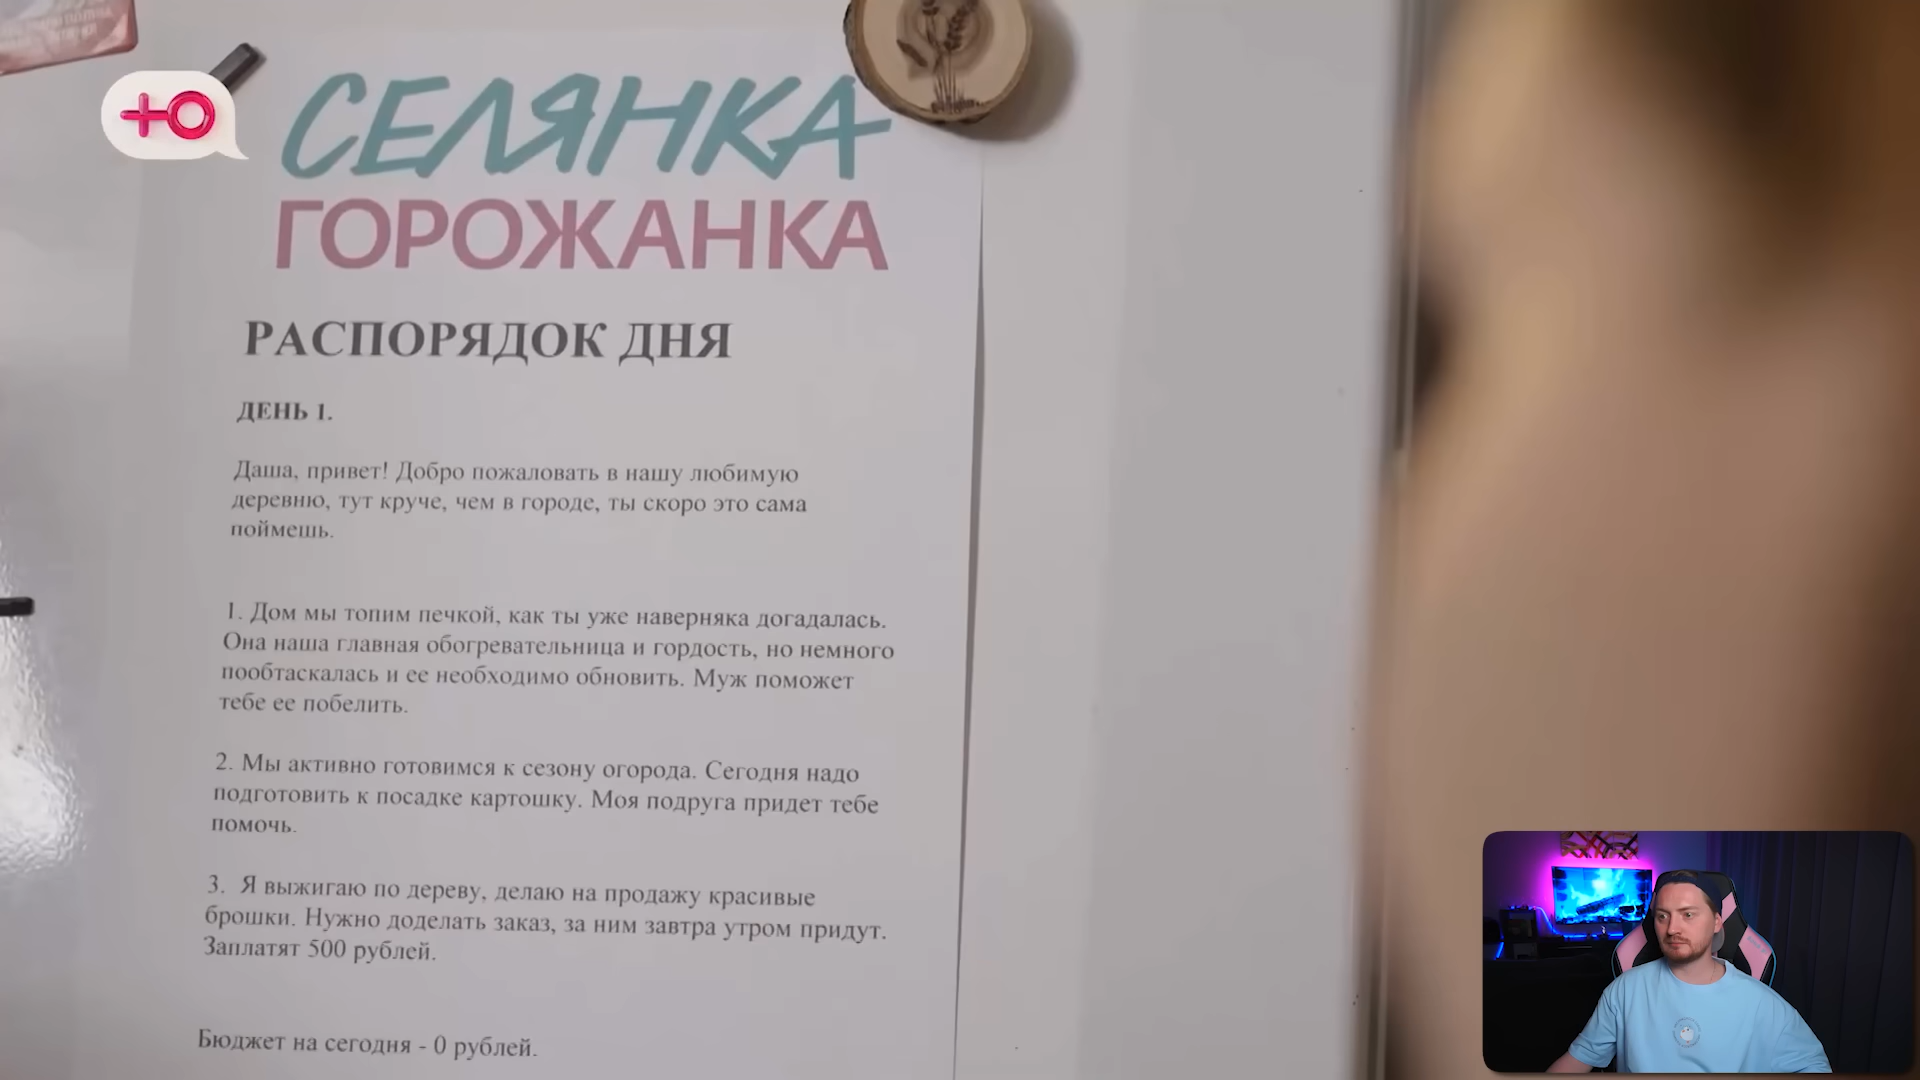 Ю
СЕЛЯНКА
ГОРОЖАНКА
РАСПОРЯДОК ДНЯ
ДЕНЬ 1.
Даша, привет! Добро пожаловать в нашу любимую
деревню, тут круче, чем в городе, ты скоро это сама
поймешь.
1. Дом мы топим печкой, как ты уже наверняка догадалась.
Она наша главная обогревательница и гордость, но немного
пообтаскалась и ее необходимо обновить. Муж поможет
тебе ее побелить.
2. Мы активно готовимся к сезону огорода. Сегодня надо
подготовить к посадке картошку. Моя подруга придет тебе
помочь.
3. Я выжигаю по дереву, делаю на продажу красивые
брошки. Нужно доделать заказ, за ним завтра утром придут.
Заплатят 500 рублей.
Бюджет на сегодня - 0 рублей.